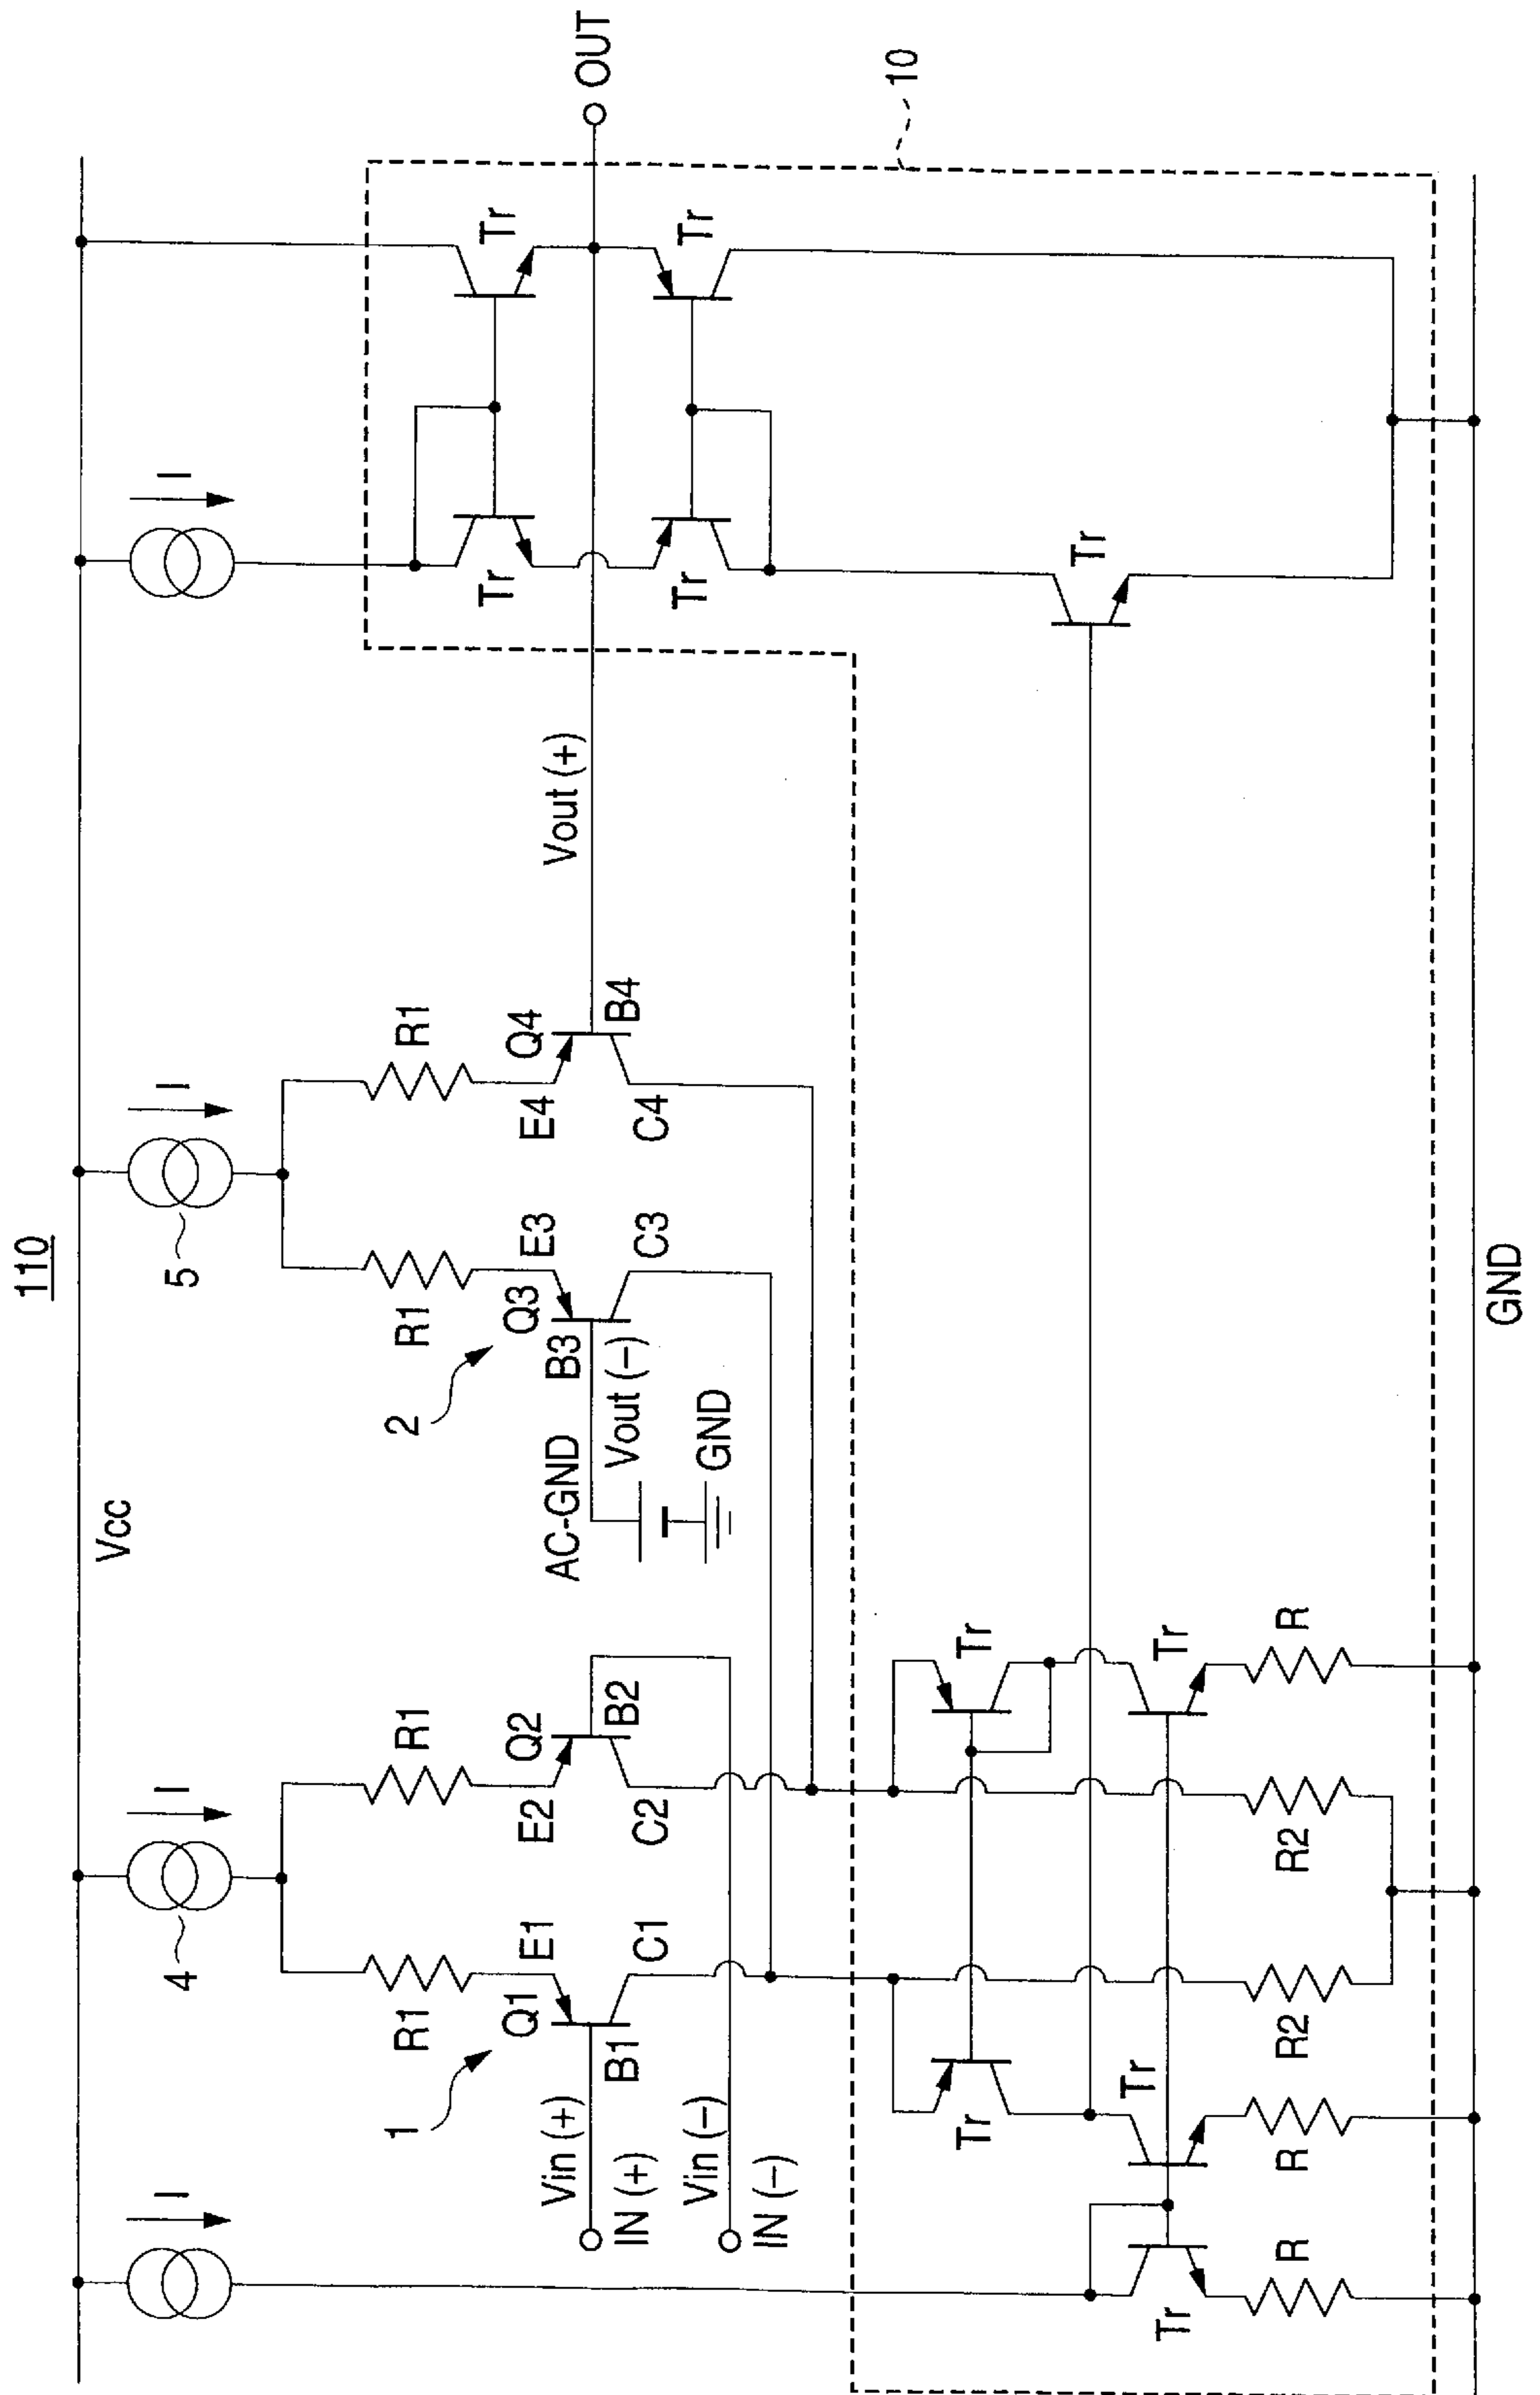 110
Vcc
I
I
I
I
4
5
R1
R1
R1
R1
1
Q1
E1
B1
C1
Q2
E2
B2
C2
2
Q3
E3
B3
C3
Q4
E4
B4
C4
Vin (+)
IN (+)
Vin (−)
IN (−)
AC-GND
Vout (−)
GND
Vout (+)
OUT
10
Tr
Tr
Tr
Tr
Tr
Tr
Tr
Tr
Tr
Tr
R
R
R2
R2
R
GND